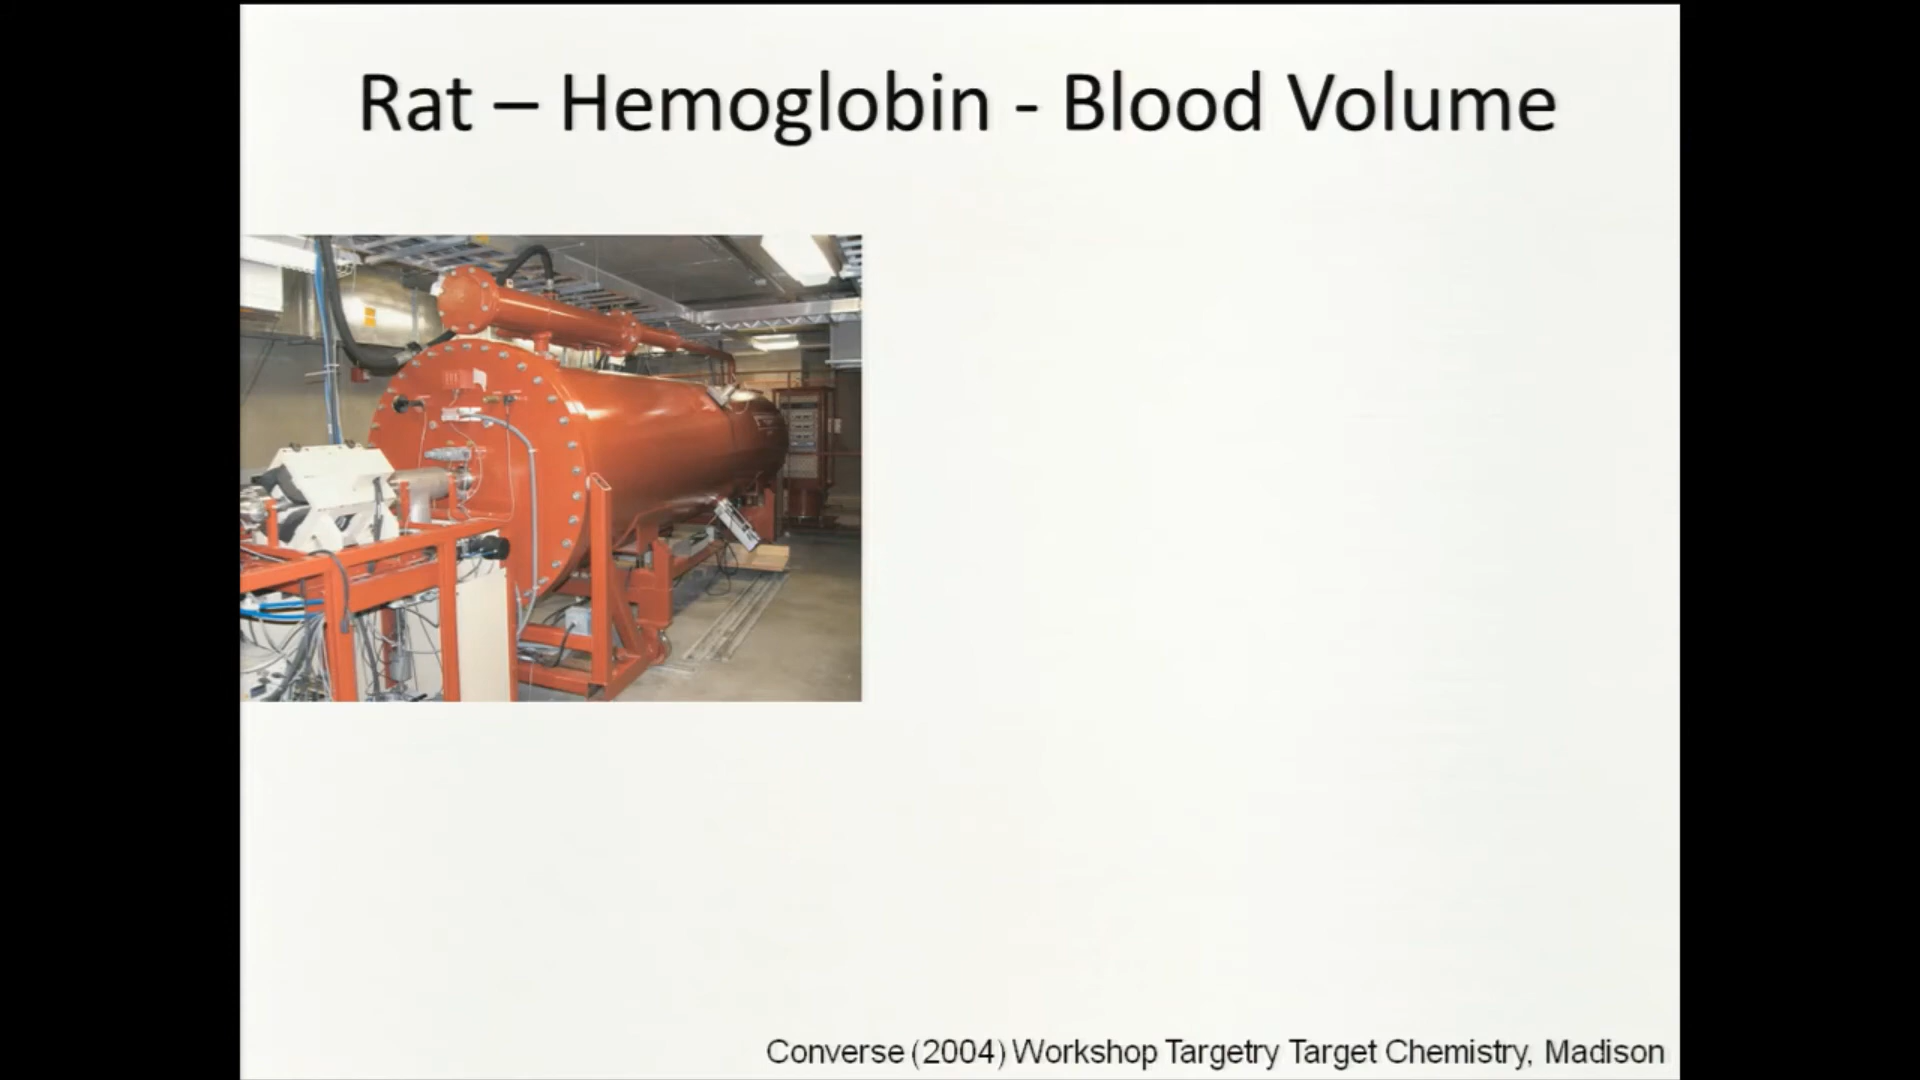 Rat – Hemoglobin - Blood Volume
Converse (2004) Workshop Targetry Target Chemistry, Madison